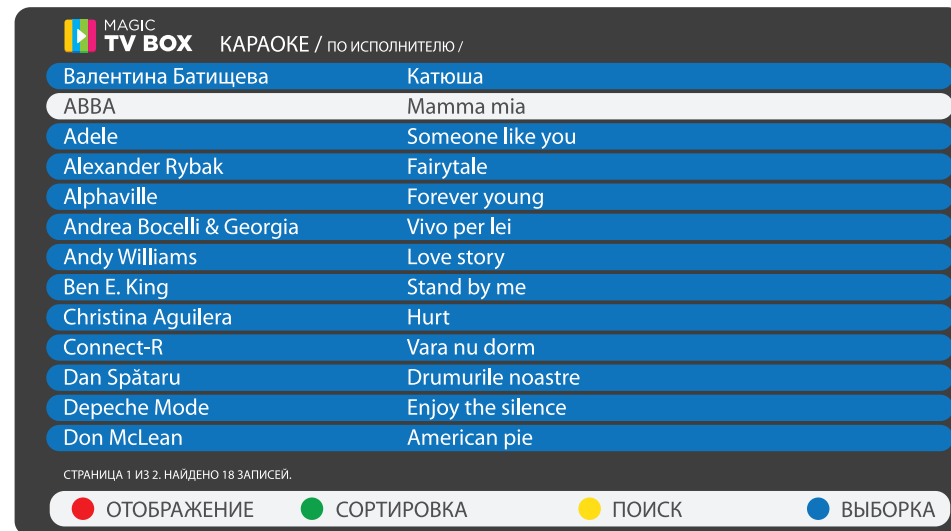 MAGIC
TV BOX КАРАОКЕ / ПО ИСПОЛНИТЕЛЮ /
Валентина Батищева Катюша
ABBA Mamma mia
Adele Someone like you
Alexander Rybak Fairytale
Alphaville Forever young
Andrea Bocelli & Georgia Vivo per lei
Andy Williams Love story
Ben E. King Stand by me
Christina Aguilera Hurt
Connect-R Vara nu dorm
Dan Spătaru Drumurile noastre
Depeche Mode Enjoy the silence
Don McLean American pie
СТРАНИЦА 1 ИЗ 2. НАЙДЕНО 18 ЗАПИСЕЙ.
ОТОБРАЖЕНИЕ СОРТИРОВКА ПОИСК ВЫБОРКА